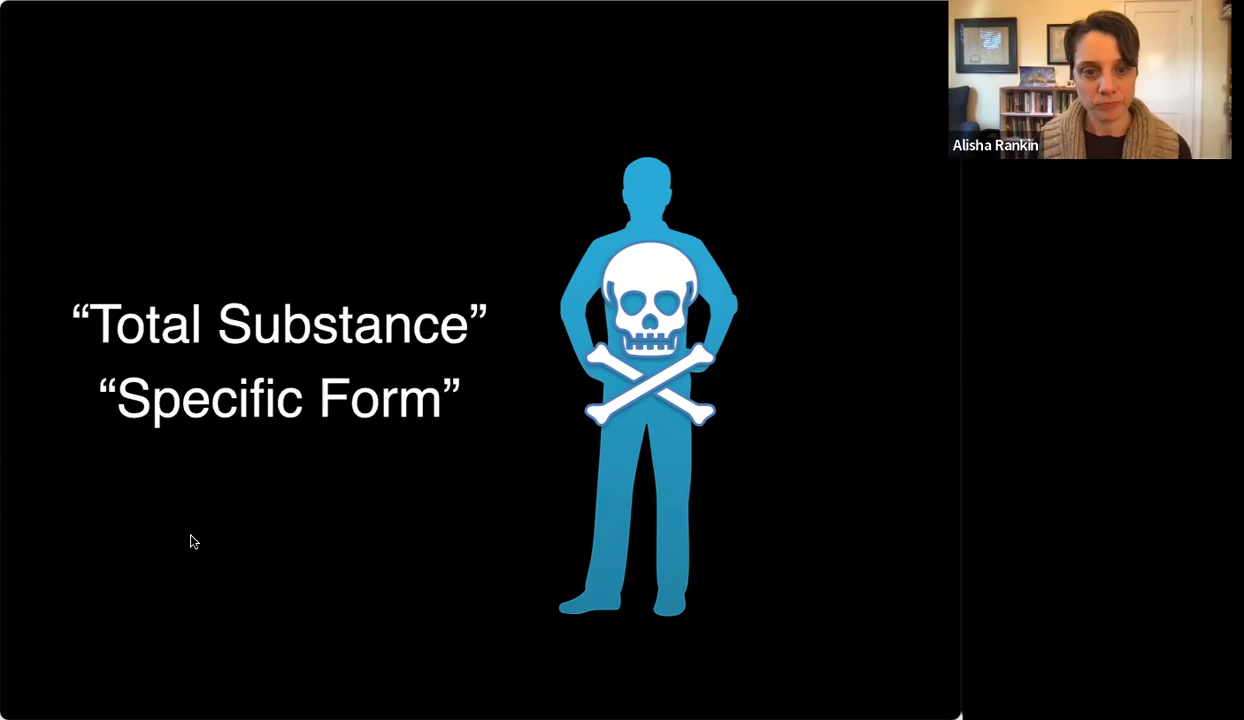 “Total Substance”
“Specific Form”
Alisha Rankin